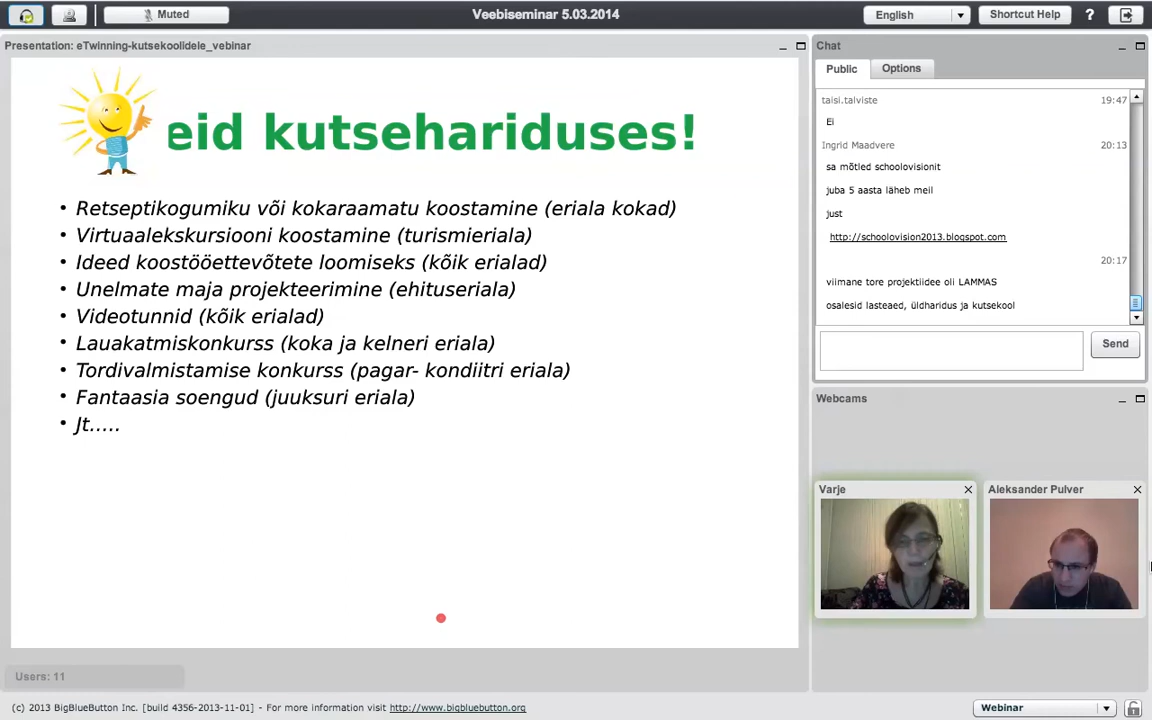 Muted
Veebiseminar 5.03.2014
English
Shortcut Help
?
Presentation: eTwinning-kutsekoolidele_vebinar
eid kutsehariduses!
• Retseptikogumiku või kokaraamatu koostamine (eriala kokad)
• Virtuaalekskursiooni koostamine (turismieriala)
• Ideed koostööettevõtete loomiseks (kõik erialad)
• Unelmate maja projekteerimine (ehituseriala)
• Videotunnid (kõik erialad)
• Lauakatmiskonkurss (koka ja kelneri eriala)
• Tordivalmistamise konkurss (pagar- kondiitri eriala)
• Fantaasia soengud (juuksuri eriala)
• Jt.....
Users: 11
Chat
Public
Options
taisi.talviste 19:47
Ei
Ingrid Maadvere 20:13
sa mõtled schoolovisionit
juba 5 aasta läheb meil
just
http://schoolovision2013.blogspot.com
20:17
viimane tore projektiidee oli LAMMAS
osalesid lasteaed, üldharidus ja kutsekool
Send
Webcams
Varje
Aleksander Pulver
(c) 2013 BigBlueButton Inc. [build 4356-2013-11-01] - For more information visit http://www.bigbluebutton.org
Webinar